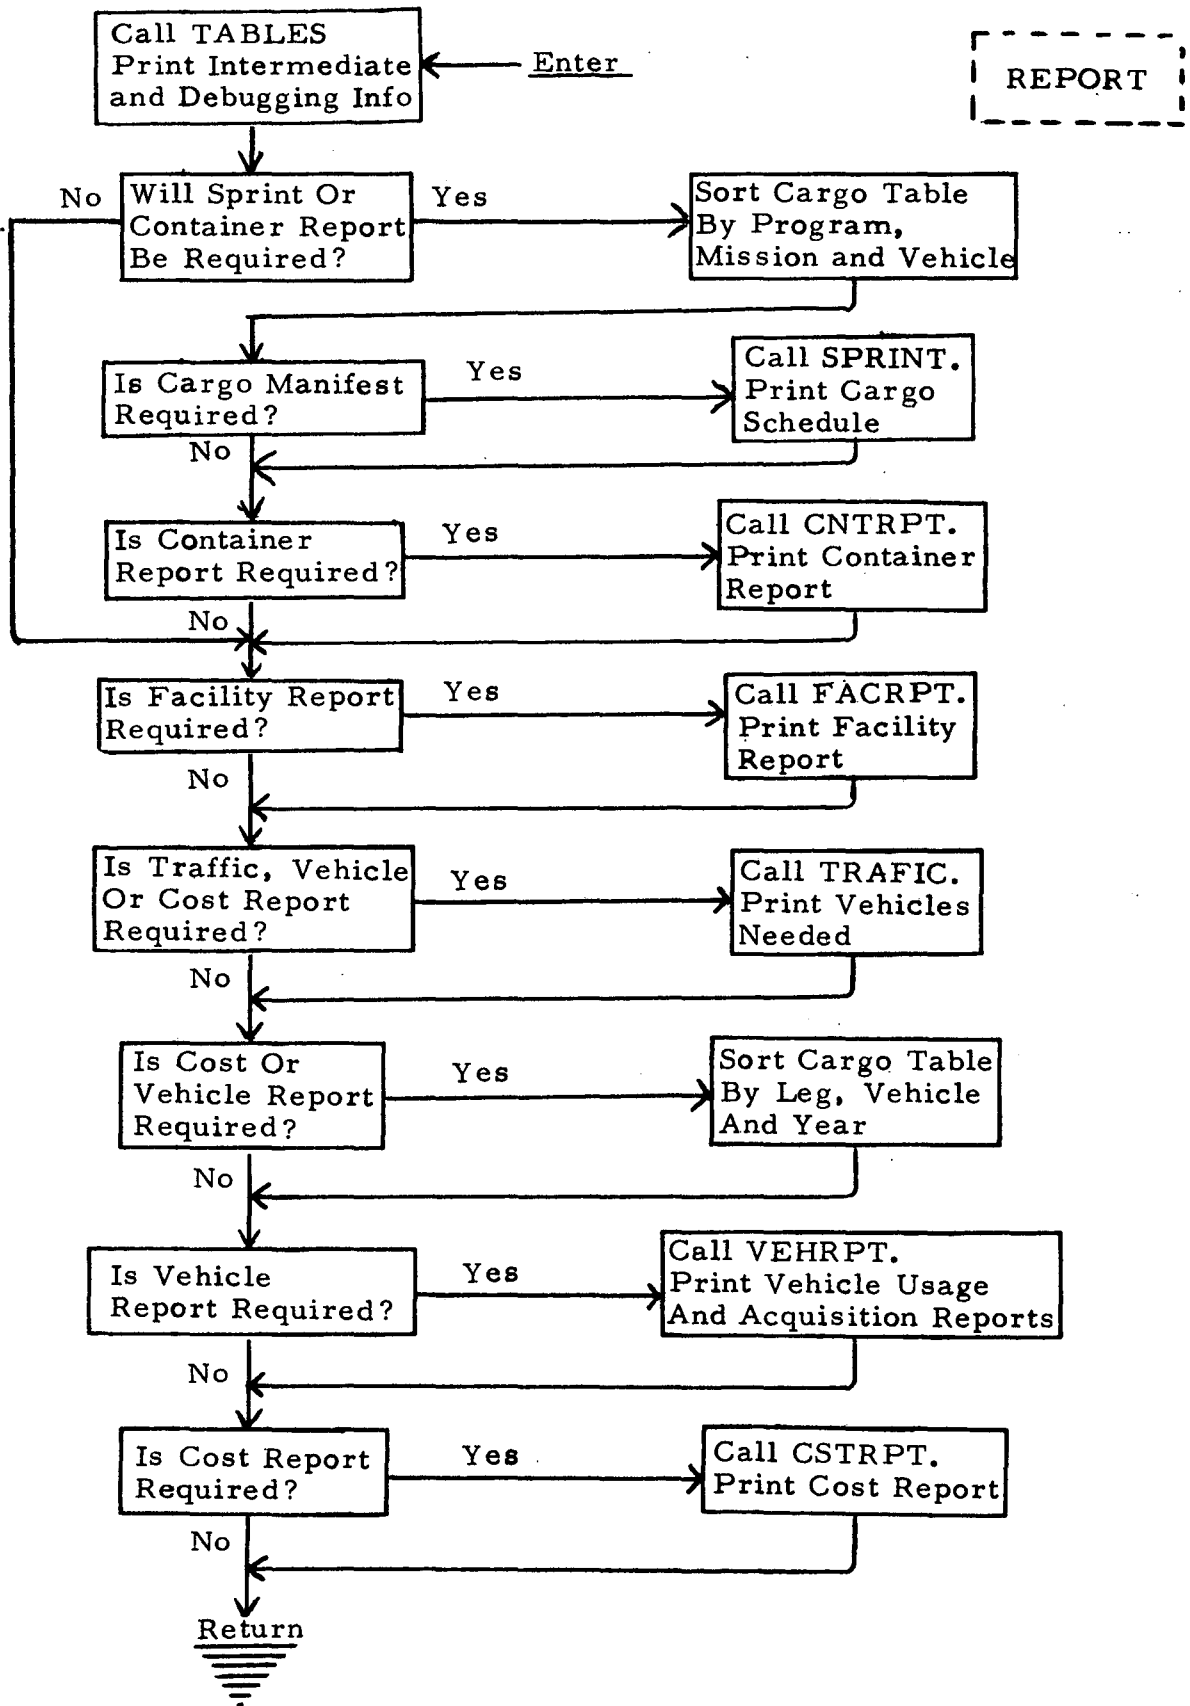 Call TABLES
Print Intermediate
and Debugging Info
Enter
REPORT
No
Will Sprint Or
Container Report
Be Required?
Yes
Sort Cargo Table
By Program,
Mission and Vehicle
Is Cargo Manifest
Required?
Yes
Call SPRINT.
Print Cargo
Schedule
No
Is Container
Report Required?
Yes
Call CNTRPT.
Print Container
Report
No
Is Facility Report
Required?
Yes
Call FACRPT.
Print Facility
Report
No
Is Traffic, Vehicle
Or Cost Report
Required?
Yes
Call TRAFIC.
Print Vehicles
Needed
No
Is Cost Or
Vehicle Report
Required?
Yes
Sort Cargo Table
By Leg, Vehicle
And Year
No
Is Vehicle
Report Required?
Yes
Call VEHRPT.
Print Vehicle Usage
And Acquisition Reports
No
Is Cost Report
Required?
Yes
Call CSTRPT.
Print Cost Report
No
Return